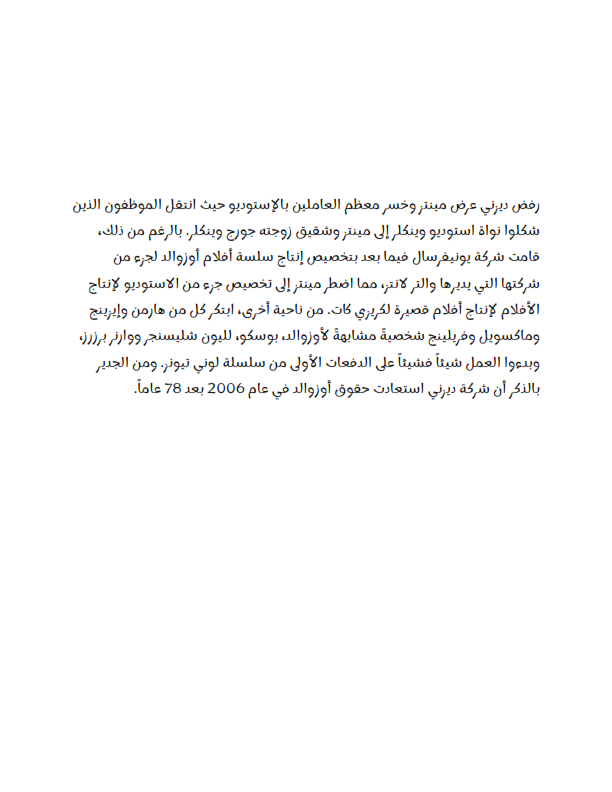 رفض ديزني عرض مينتز وخسر معظم العاملين بالإستوديو حيث انتقل الموظفون الذين
شكلوا نواة استوديو وينكلر إلى مينتز وشقيق زوجته جورج وينكلر. بالرغم من ذلك،
قامت شركة يونيفرسال فيما بعد بتخصيص إنتاج سلسة أفلام أوزوالد لجزء من
شركتها التي يديرها والتر لانتز، مما اضطر مينتز إلى تخصيص جزء من الاستوديو لإنتاج
الأفلام لإنتاج أفلام قصيرة لكريزي كات. من ناحية أخرى، ابتكر كل من هارمن وإيزينج
وماكسويل وفريلينج شخصيةً مشابهةً لأوزوالد، بوسكو، لليون شليسنجر ووارنر برزرز،
وبدءوا العمل شيئاً فشيئاً على الدفعات الأولى من سلسلة لوني تيونز. ومن الجدير
بالذكر أن شركة ديزني استعادت حقوق أوزوالد في عام 2006 بعد 78 عاماً.